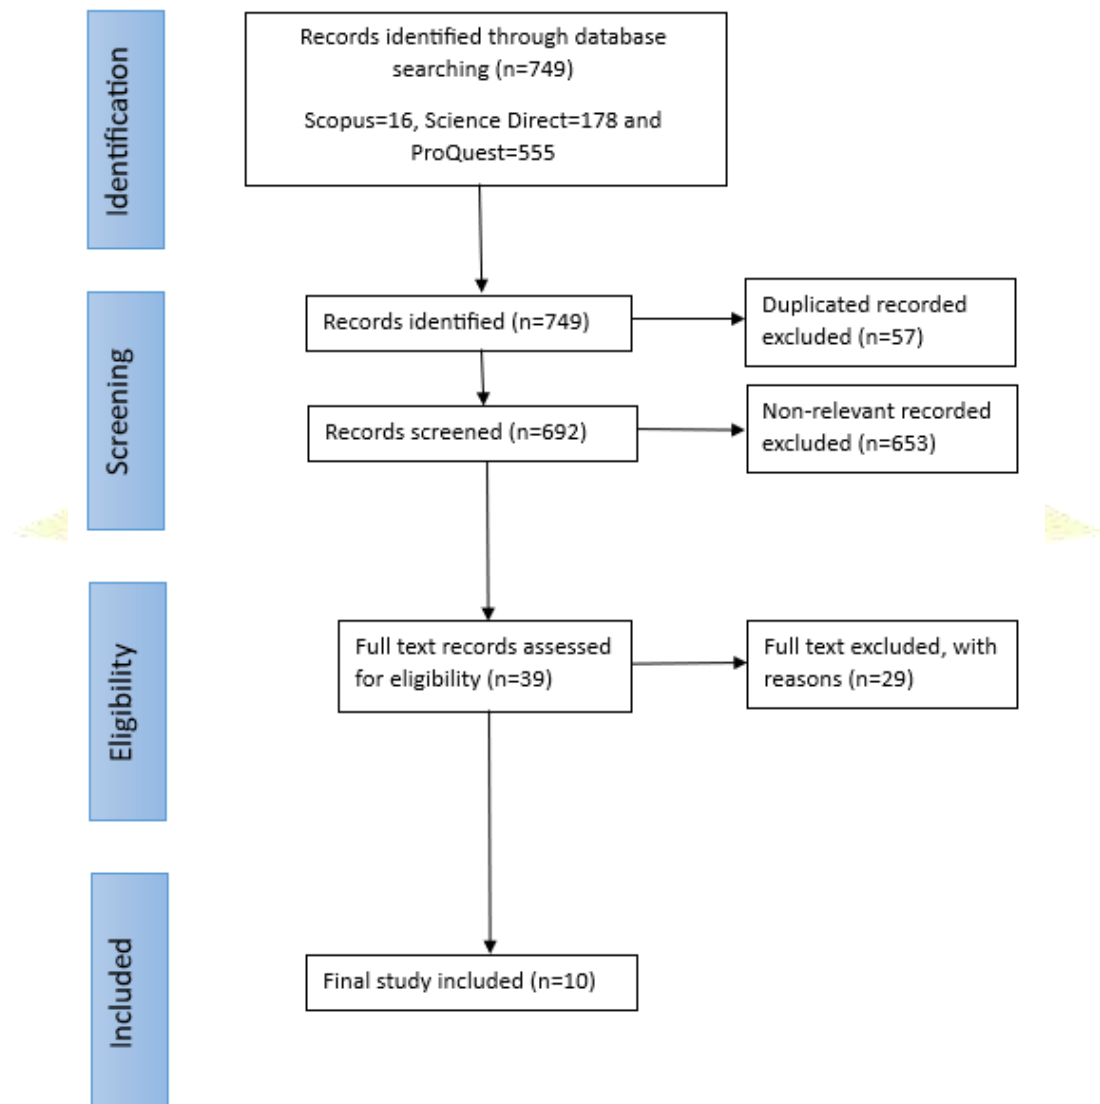 Identification
Records identified through database
searching (n=749)
Scopus=16, Science Direct=178 and
ProQuest=555
Screening
Records identified (n=749)
Duplicated recorded
excluded (n=57)
Records screened (n=692)
Non-relevant recorded
excluded (n=653)
Eligibility
Full text records assessed
for eligibility (n=39)
Full text excluded, with
reasons (n=29)
Included
Final study included (n=10)